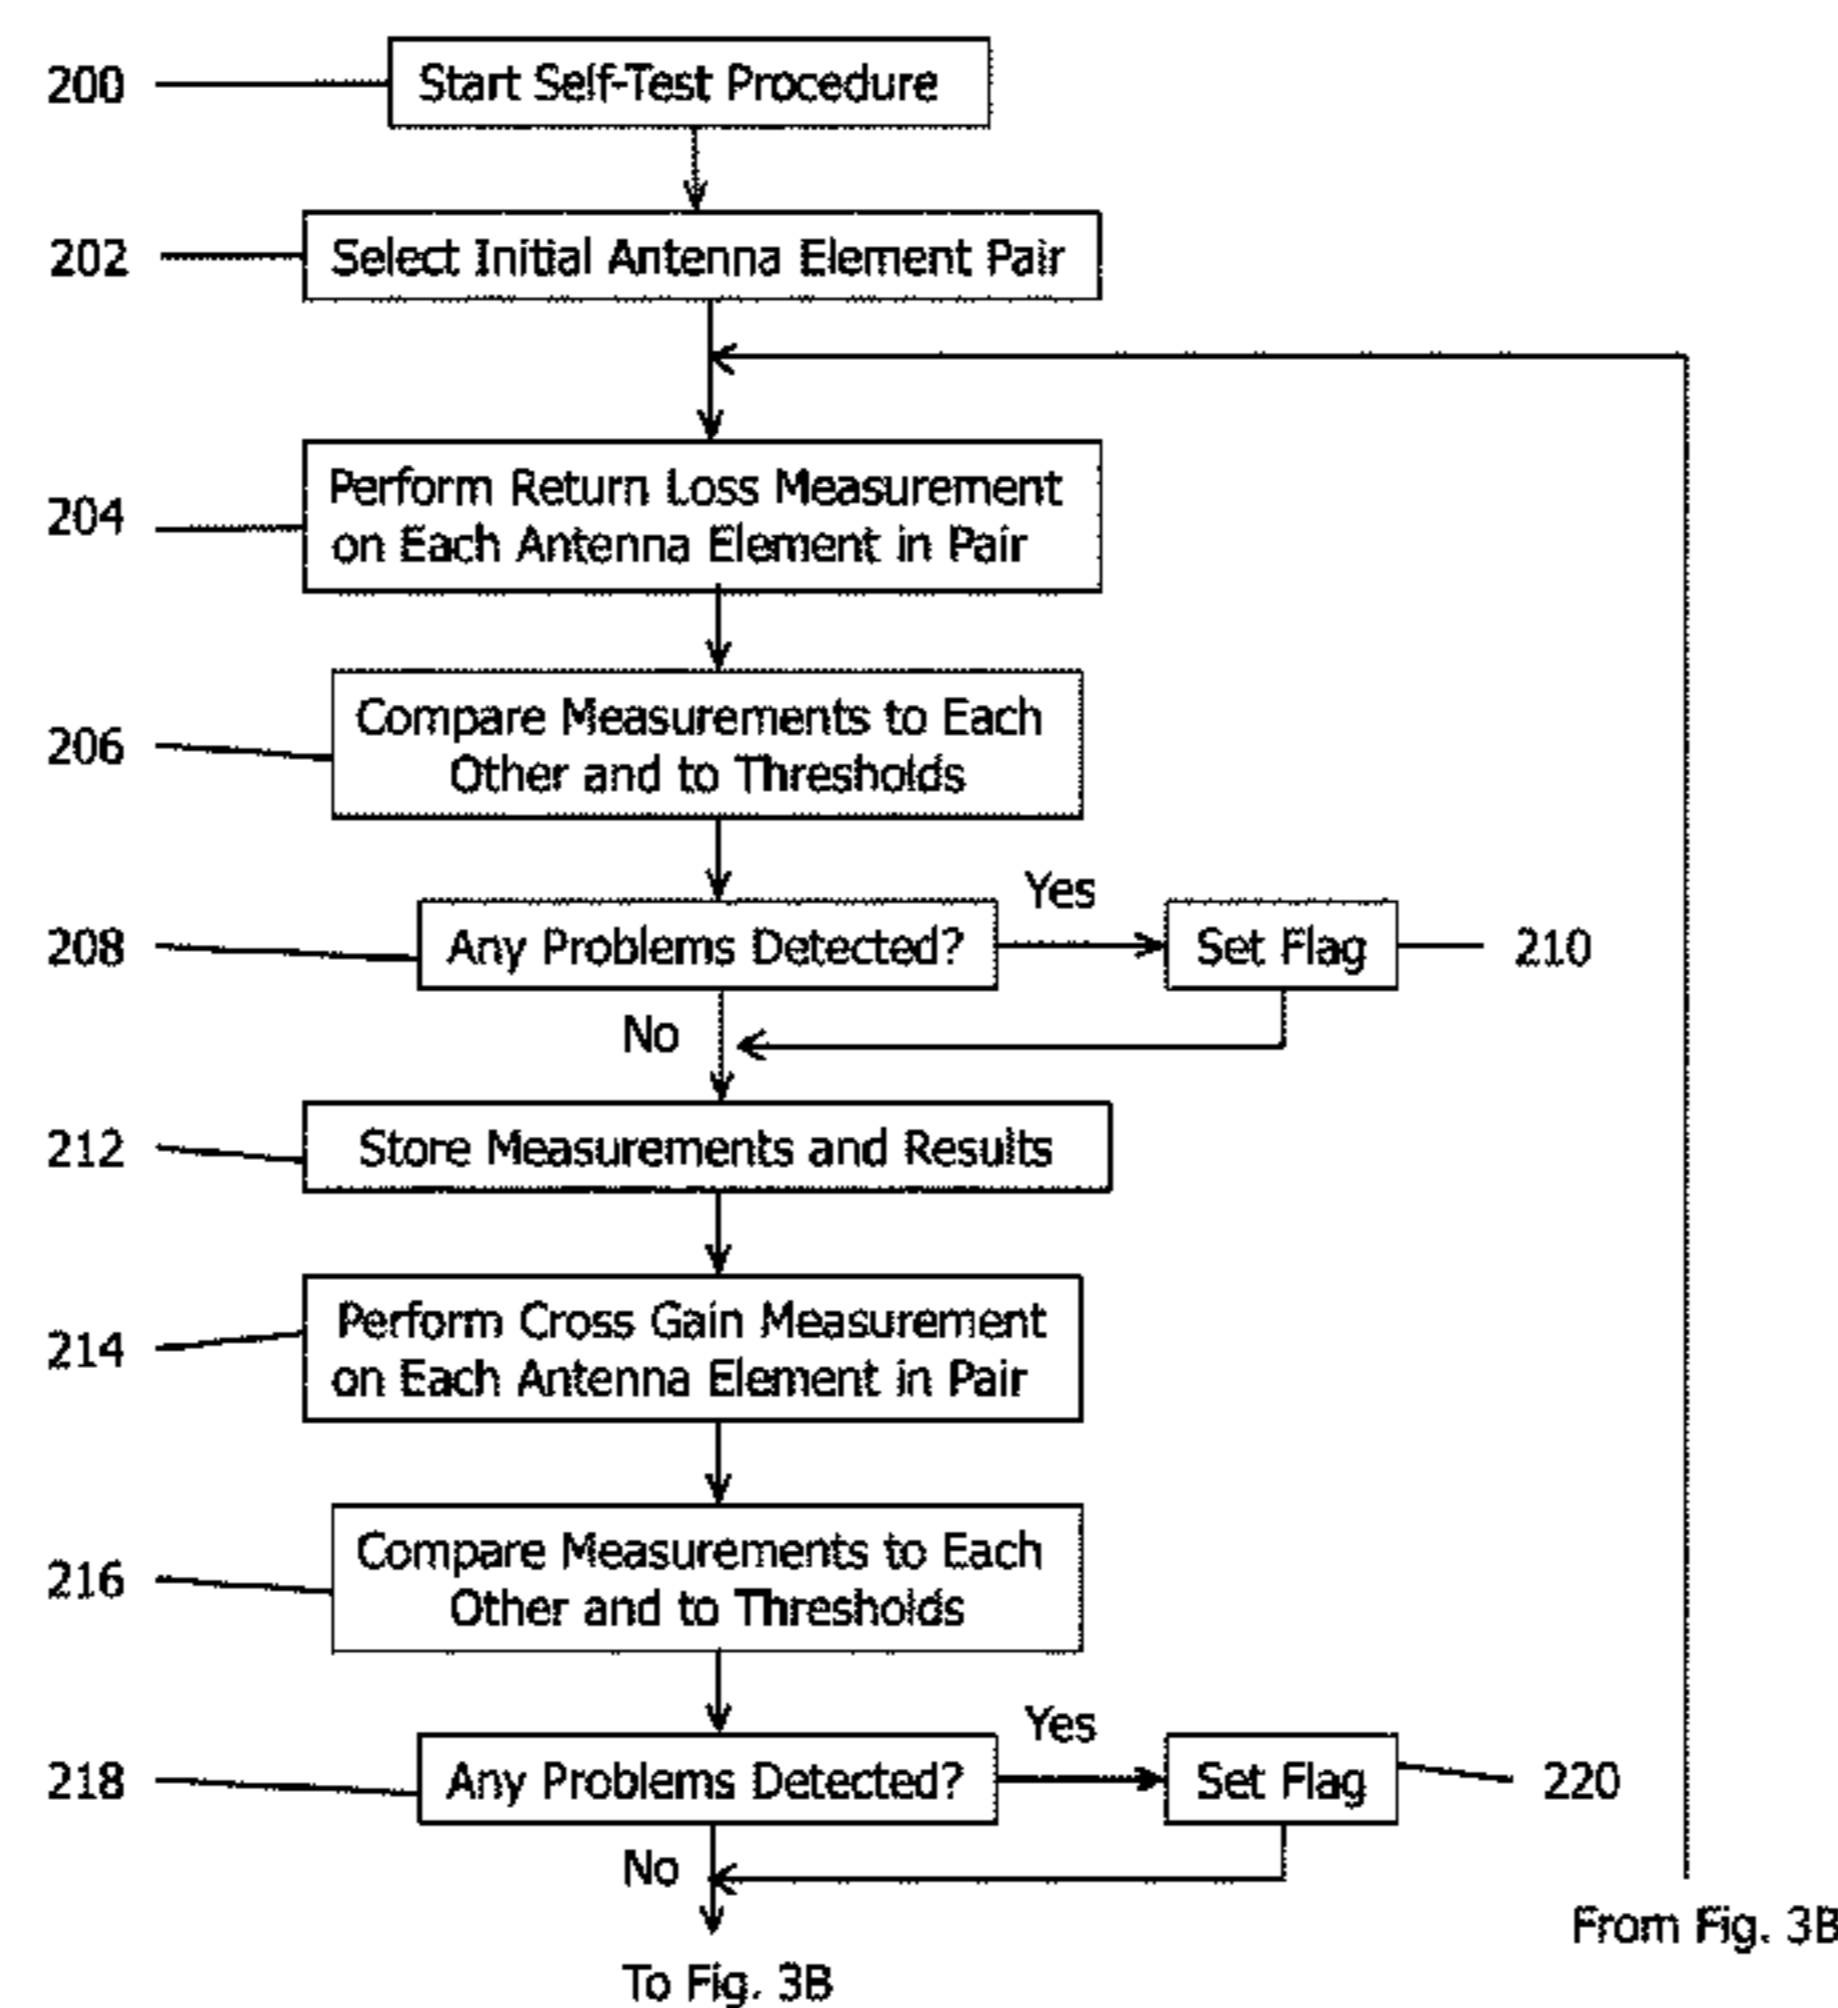 200
Start Self-Test Procedure
202
Select Initial Antenna Element Pair
204
Perform Return Loss Measurement
on Each Antenna Element in Pair
206
Compare Measurements to Each
Other and to Thresholds
Yes
208
Any Problems Detected?
Set Flag
210
No
212
Store Measurements and Results
214
Perform Cross Gain Measurement
on Each Antenna Element in Pair
216
Compare Measurements to Each
Other and to Thresholds
Yes
218
Any Problems Detected?
Set Flag
220
No
From Fig. 3B
To Fig. 3B